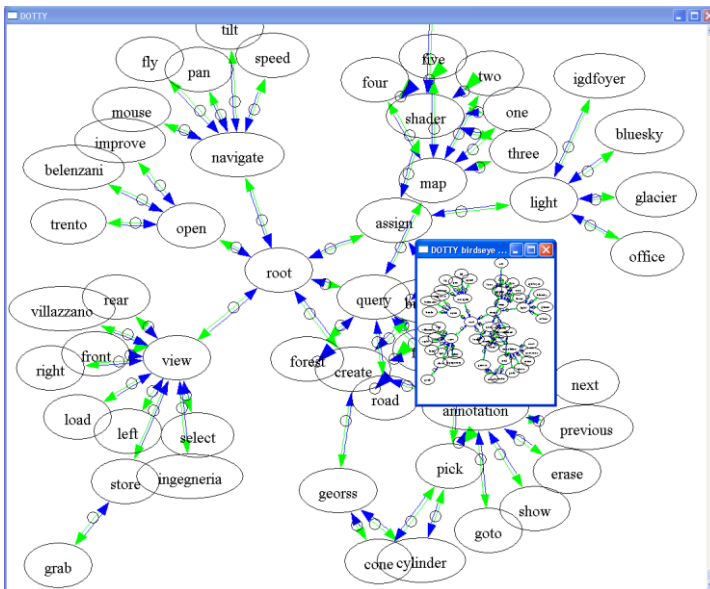 DOTTY
tilt
fly
pan
speed
mouse
improve
navigate
belenzani
trento
open
root
five
four
two
shader
one
three
map
igdfoyer
bluesky
light
glacier
office
assign
DOTTY birdseye ...
query
villazzano
rear
right
front
view
load
left
select
store
ingegneria
grab
forest
create
road
annotation
next
previous
pick
erase
georss
show
goto
cone
cylinder